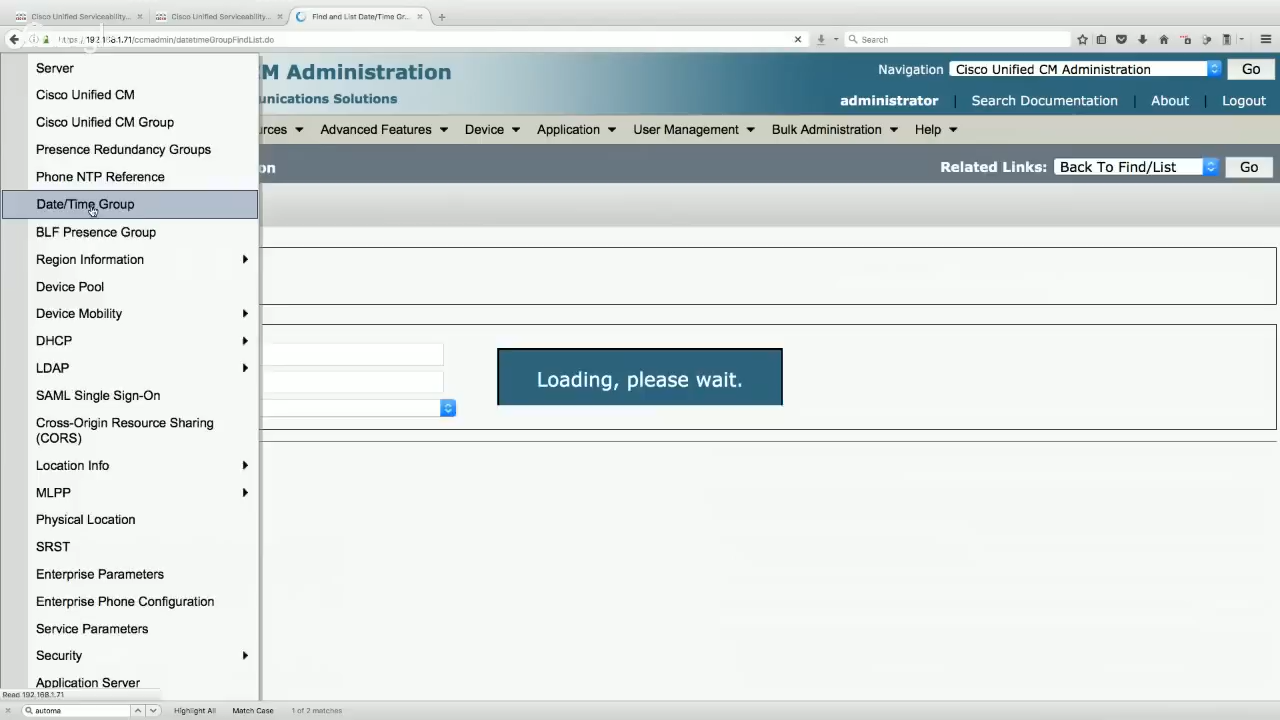 Cisco Unified Serviceability...
Cisco Unified Serviceability...
Find and List Date/Time Gr...
192.168.1.71/ccmadmin/datetimeGroupFindList.do
Search
Server
Cisco Unified CM
Cisco Unified CM Group
Presence Redundancy Groups
Phone NTP Reference
Date/Time Group
BLF Presence Group
Region Information
Device Pool
Device Mobility
DHCP
LDAP
SAML Single Sign-On
Cross-Origin Resource Sharing
(CORS)
Location Info
MLPP
Physical Location
SRST
Enterprise Parameters
Enterprise Phone Configuration
Service Parameters
Security
Application Server
M Administration
unications Solutions
Navigation Cisco Unified CM Administration Go
administrator | Search Documentation | About | Logout
urces Advanced Features Device Application User Management Bulk Administration Help
on
Related Links: Back To Find/List Go
Loading, please wait.
Read 192.168.1.71
automa Highlight All Match Case 1 of 2 matches